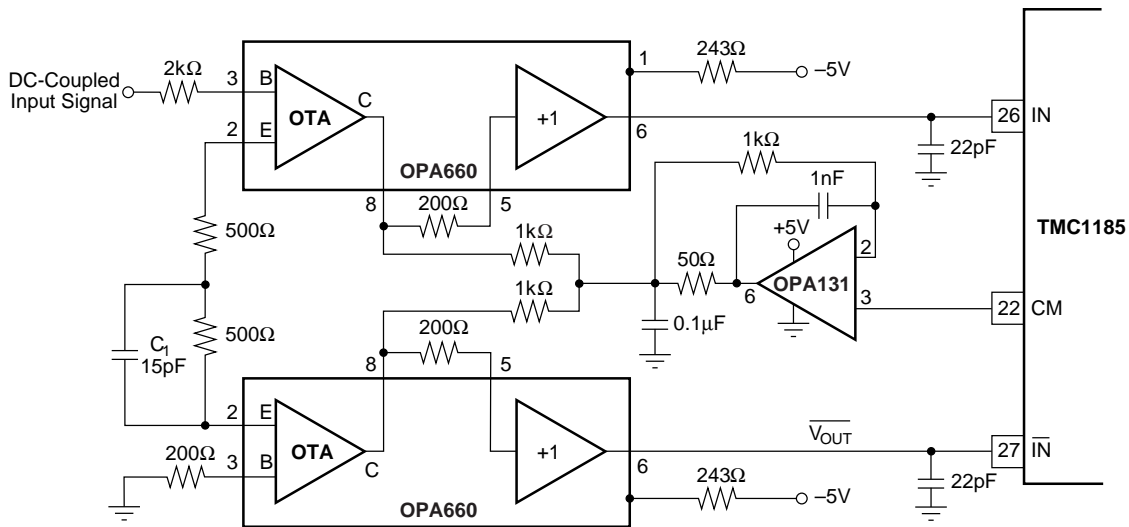 DC-Coupled
Input Signal
2kΩ
3
B
C
OTA
2
E
+1
1
6
OPA660
243Ω
–5V
26
IN
22pF
8
200Ω
5
1kΩ
1nF
+5V
2
500Ω
1kΩ
50Ω
6
OPA131
3
TMC1185
22
CM
1kΩ
0.1µF
500Ω
C1
15pF
8
200Ω
5
2
E
OTA
3
B
C
200Ω
+1
6
OPA660
VOUT
27
IN
243Ω
–5V
22pF